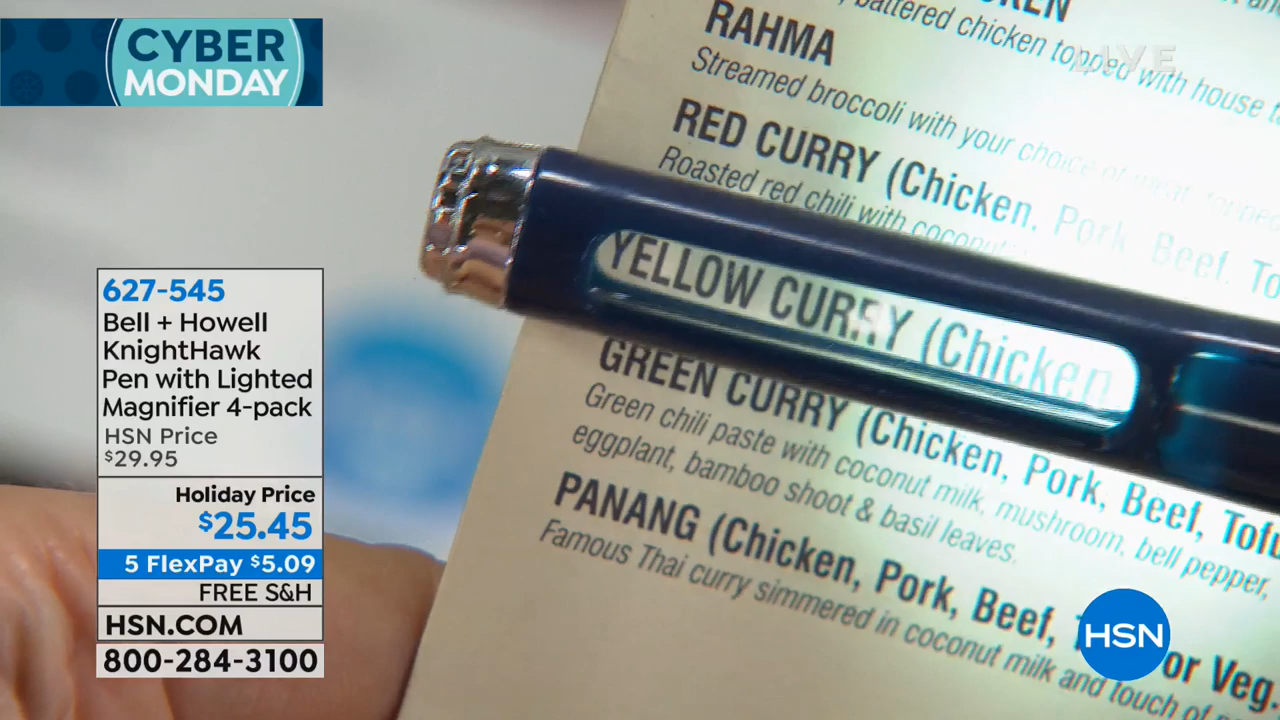 CYBER
MONDAY
LIVE
battered chicken topped with house
RAHMA
Streamed broccoli with your choice of meat, topped
RED CURRY (Chicken, Pork, Beef, To
Roasted red chili with coconut
YELLOW CURRY (Chicken
GREEN CURRY (Chicken, Pork, Beef, Tofu
Green chili paste with coconut milk, mushroom, bell pepper,
eggplant, bamboo shoot & basil leaves.
PANANG (Chicken, Pork, Beef, or Veg.
Famous Thai curry simmered in coconut milk and touch of
627-545
Bell + Howell
KnightHawk
Pen with Lighted
Magnifier 4-pack
HSN Price
$29.95
Holiday Price
$25.45
5 FlexPay $5.09
FREE S&H
HSN.COM
800-284-3100
HSN